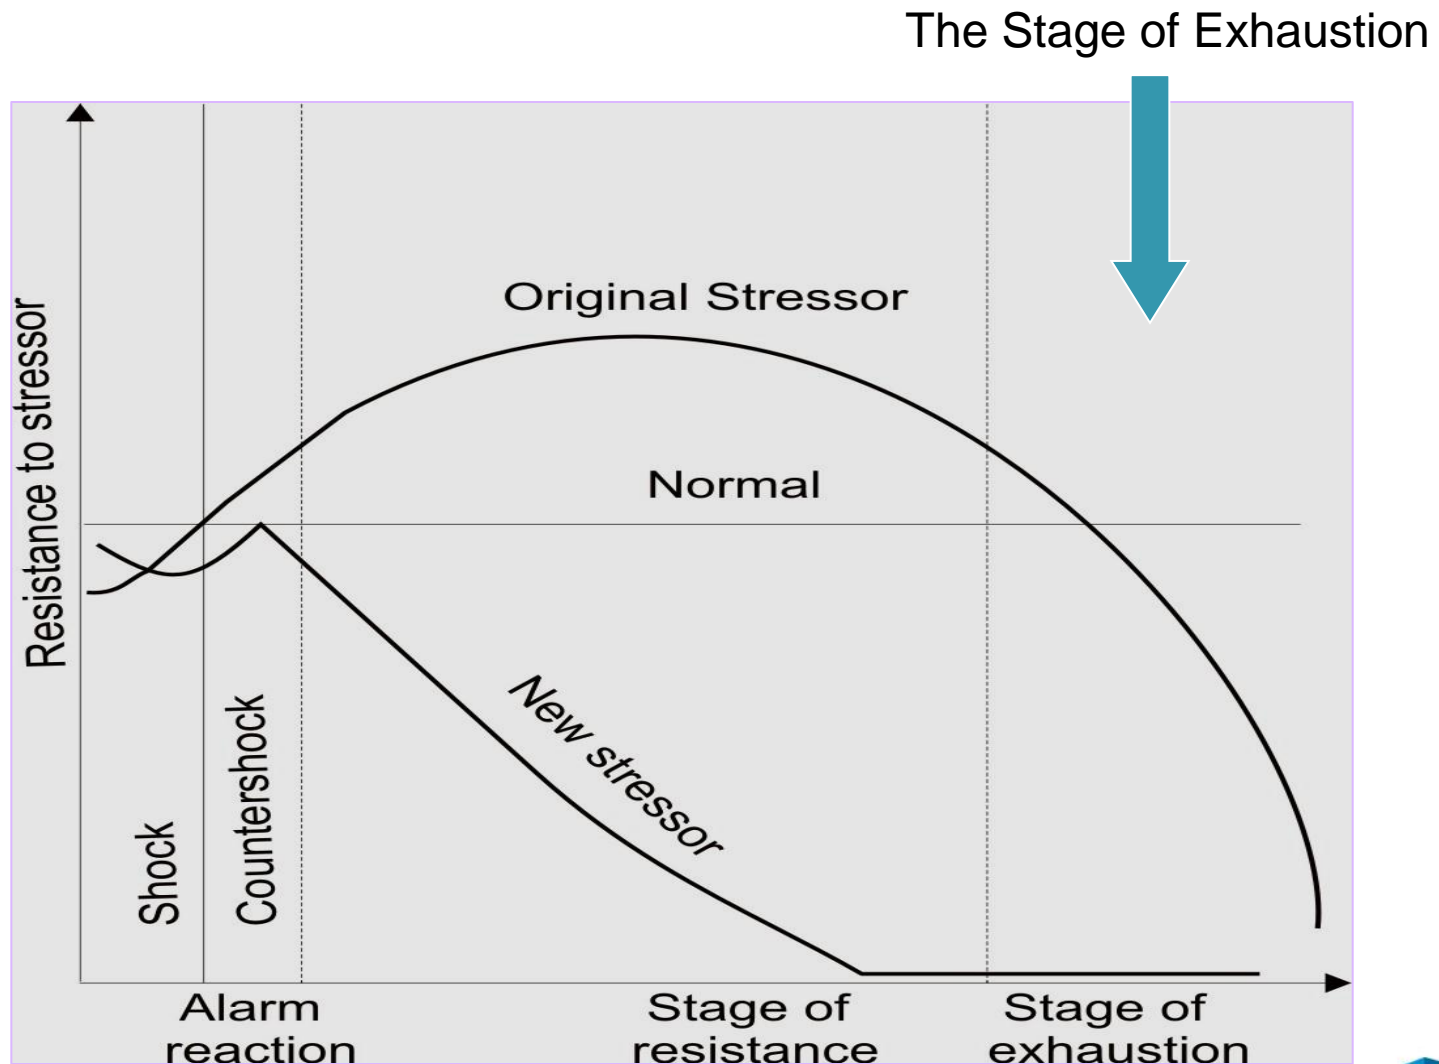 The Stage of Exhaustion
Resistance to stressor
Original Stressor
Normal
New stressor
Shock
Countershock
Alarm
reaction
Stage of
resistance
Stage of
exhaustion